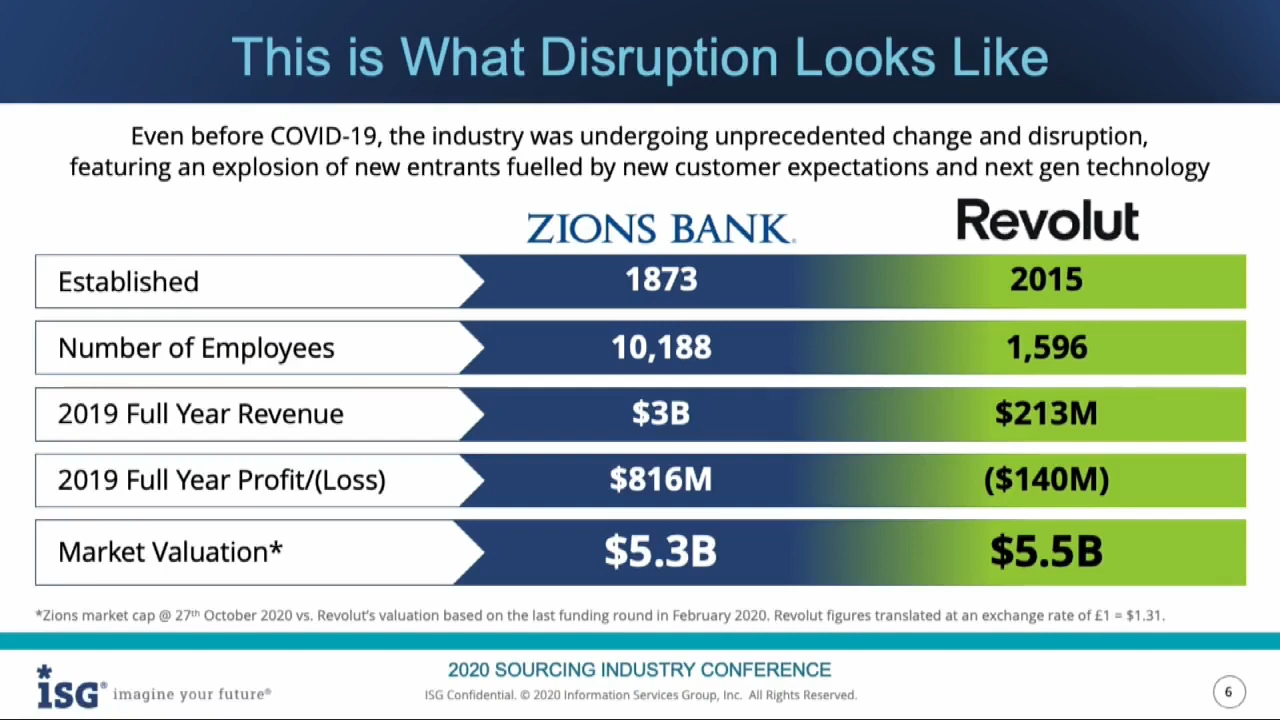 This is What Disruption Looks Like
Even before COVID-19, the industry was undergoing unprecedented change and disruption,
featuring an explosion of new entrants fuelled by new customer expectations and next gen technology
ZIONS BANK. Revolut
Established 1873 2015
Number of Employees 10,188 1,596
2019 Full Year Revenue $3B $213M
2019 Full Year Profit/(Loss) $816M ($140M)
Market Valuation* $5.3B $5.5B
*Zions market cap @ 27th October 2020 vs. Revolut's valuation based on the last funding round in February 2020. Revolut figures translated at an exchange rate of £1 = $1.31.
2020 SOURCING INDUSTRY CONFERENCE
*iSG® imagine your future® ISG Confidential. © 2020 Information Services Group, Inc. All Rights Reserved. 6